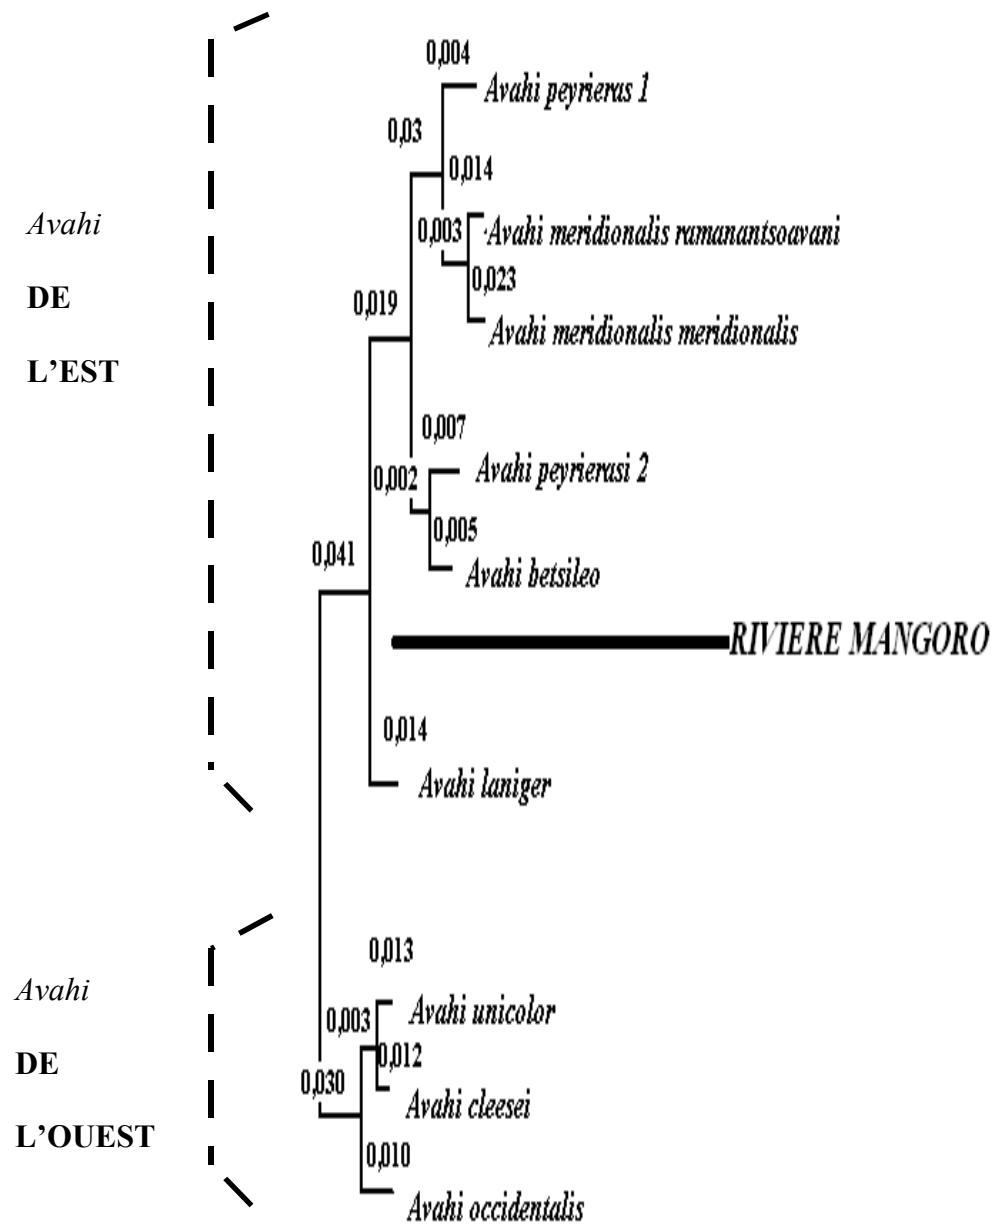 0,004
Avahi peyrieras 1
0,03
0,014
Avahi
0,003
Avahi meridionalis ramanantsoavani
0,023
DE
0,019
Avahi meridionalis meridionalis
L'EST
0,007
0,002
Avahi peyrierasi 2
0,005
0,041
Avahi betsileo
RIVIERE MANGORO
0,014
Avahi laniger
0,013
Avahi
0,003
Avahi unicolor
0,012
DE
0,030
Avahi cleesei
L'OUEST
0,010
Avahi occidentalis